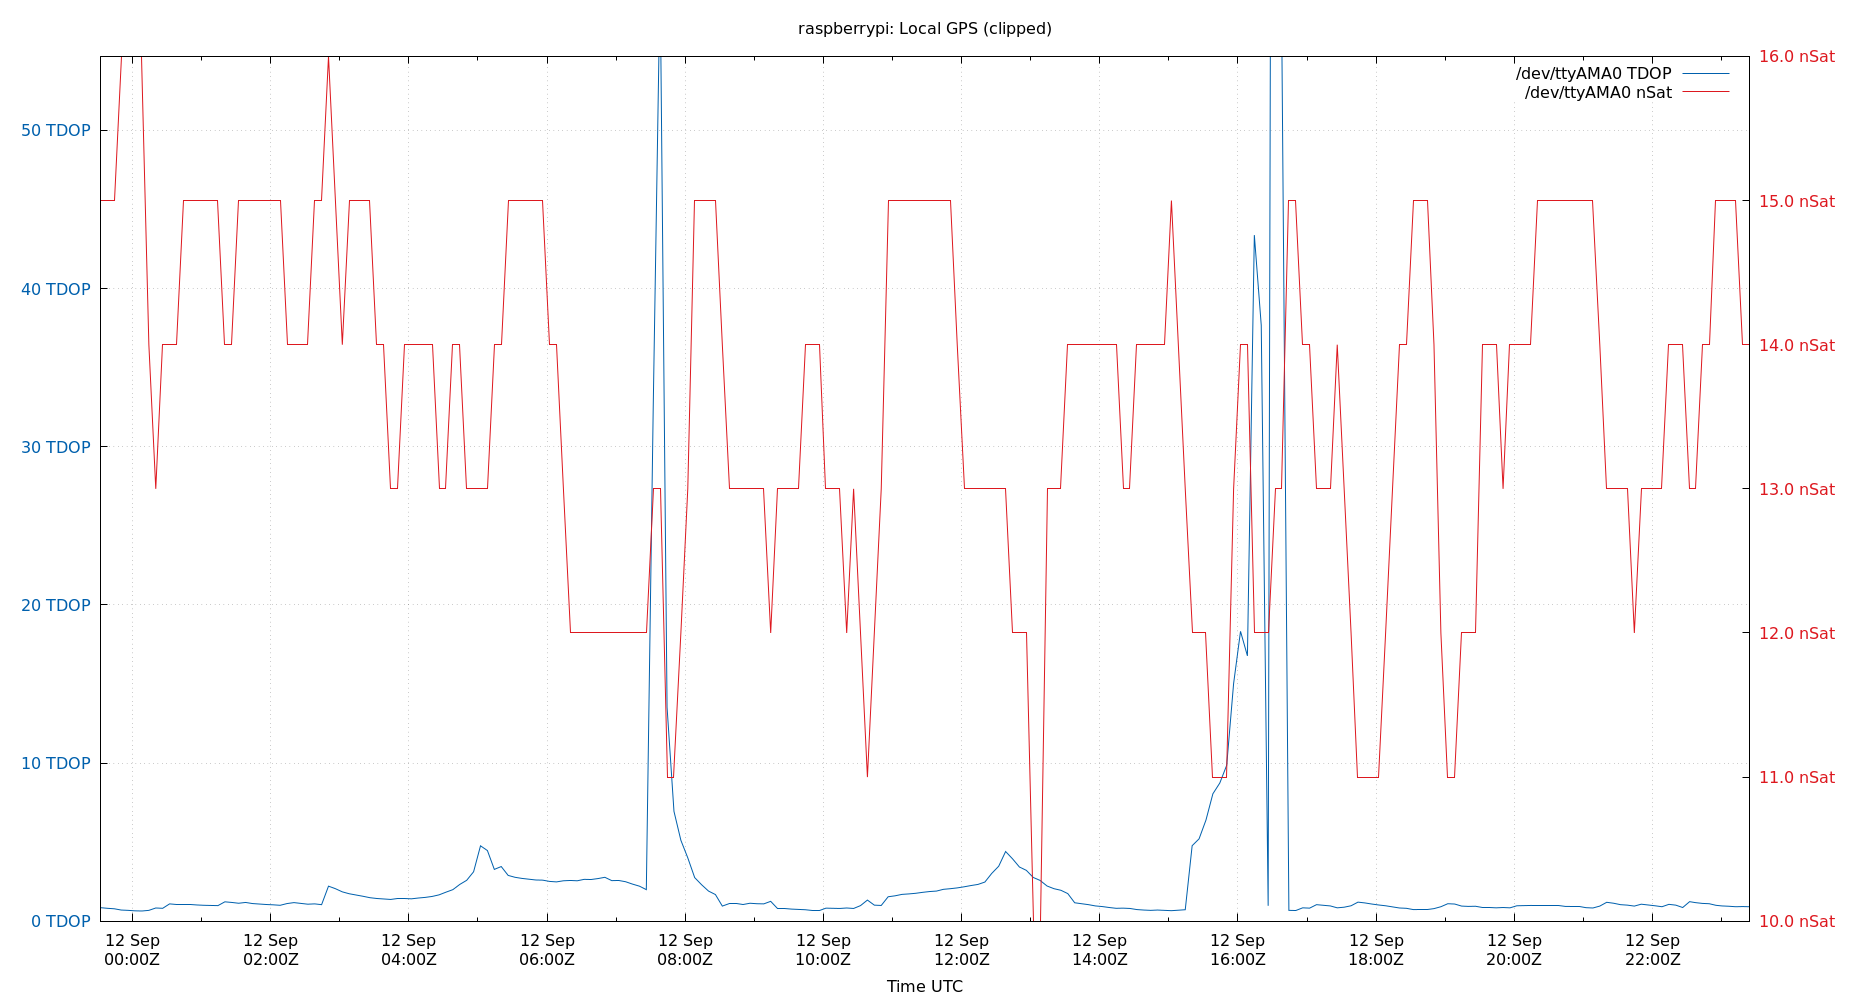 raspberrypi: Local GPS (clipped)
/dev/ttyAMA0 TDOP
/dev/ttyAMA0 nSat
50 TDOP
40 TDOP
30 TDOP
20 TDOP
10 TDOP
0 TDOP
16.0 nSat
15.0 nSat
14.0 nSat
13.0 nSat
12.0 nSat
11.0 nSat
10.0 nSat
12 Sep
00:00Z
12 Sep
02:00Z
12 Sep
04:00Z
12 Sep
06:00Z
12 Sep
08:00Z
12 Sep
10:00Z
12 Sep
12:00Z
12 Sep
14:00Z
12 Sep
16:00Z
12 Sep
18:00Z
12 Sep
20:00Z
12 Sep
22:00Z
Time UTC